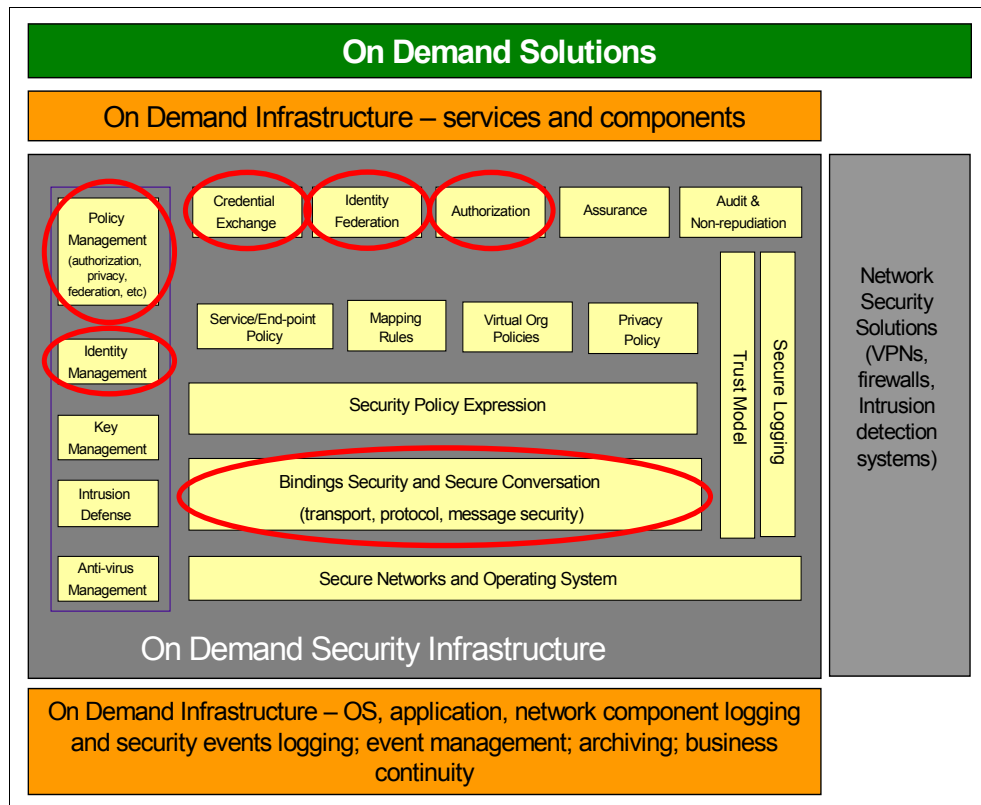 On Demand Solutions
On Demand Infrastructure – services and components
Policy
Management
(authorization,
privacy,
federation, etc)
Identity
Management
Key
Management
Intrusion
Defense
Anti-virus
Management
Credential
Exchange
Identity
Federation
Authorization
Assurance
Audit &
Non-repudiation
Service/End-point
Policy
Mapping
Rules
Virtual Org
Policies
Privacy
Policy
Security Policy Expression
Bindings Security and Secure Conversation
(transport, protocol, message security)
Secure Networks and Operating System
Trust Model
Secure Logging
On Demand Security Infrastructure
Network
Security
Solutions
(VPNs,
firewalls,
Intrusion
detection
systems)
On Demand Infrastructure – OS, application, network component logging
and security events logging; event management; archiving; business
continuity